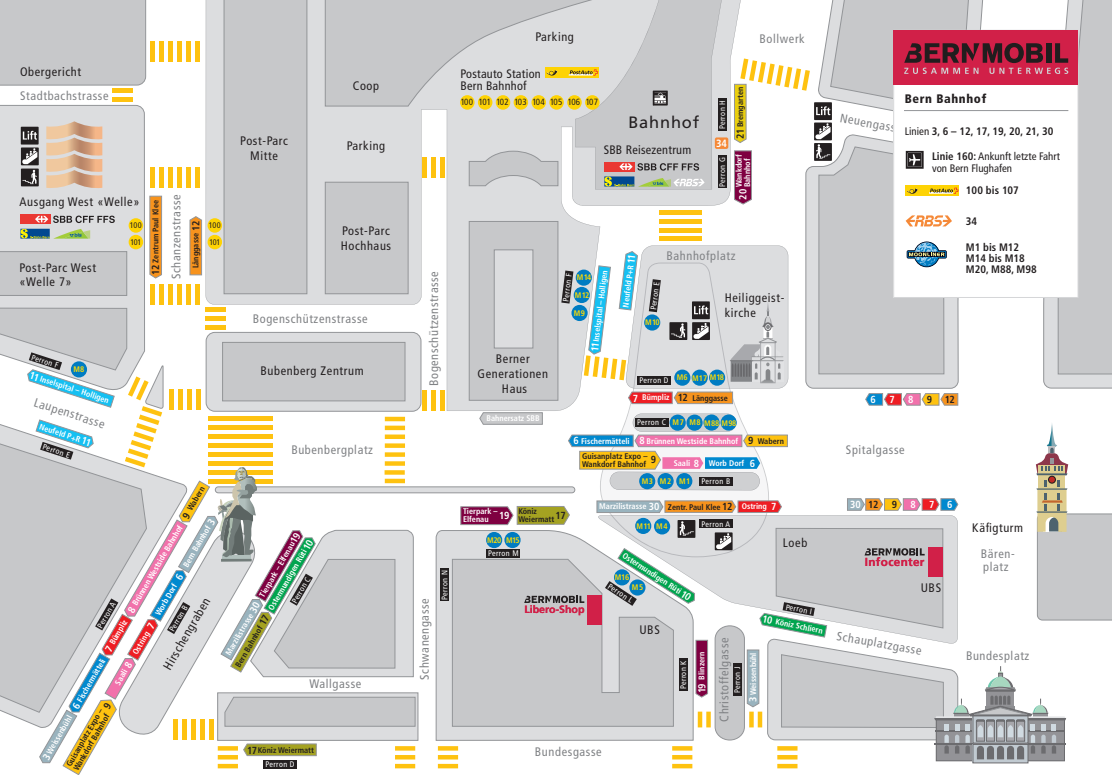 Obergericht
Stadtbachstrasse
Lift
Ausgang West «Welle»
SBB CFF FFS
100
101
12 Zentrum Paul Klee
Schanzenstrasse
Länggasse 12
100
101
Post-Parc West
«Welle 7»
Post-Parc
Mitte
Coop
Parking
Post-Parc
Hochhaus
Parking
Postauto Station
Bern Bahnhof
PostAuto
100 101 102 103 104 105 106 107
Bahnhof
SBB Reisezentrum
SBB CFF FFS
RBS
Perron H
21 Bremgarten
34
Perron G
20 Wankdorf
Bahnhof
Bollwerk
Lift
Neuengass
BERNMOBIL
ZUSAMMEN UNTERWEGS
Bern Bahnhof
Linien 3, 6 – 12, 17, 19, 20, 21, 30
Linie 160: Ankunft letzte Fahrt
von Bern Flughafen
PostAuto
100 bis 107
RBS
34
MOONLINER
M1 bis M12
M14 bis M18
M20, M88, M98
Bogenschützenstrasse
Bogenschützenstrasse
Bubenberg Zentrum
Berner
Generationen
Haus
Bahnersatz SBB
Perron F
M14
M12
M9
11 Inselspital – Holligen
Neufeld P+R 11
Bahnhofplatz
Perron E
M10
Lift
Heiliggeist-
kirche
Perron D
M6 M17 M18
7 Bümpliz
12 Länggasse
Perron C
M7 M8 M88 M98
6 Fischermätteli
8 Brünnen Westside Bahnhof
9 Wabern
Guisanplatz Expo –
Wankdorf Bahnhof 9
Saali 8
Worb Dorf 6
M3 M2 M1
Perron B
Marzilistrasse 30
Zentr. Paul Klee 12
Ostring 7
M11 M4
Perron A
6 7 8 9 12
Spitalgasse
30 12 9 8 7 6
Perron F
M8
11 Inselspital – Holligen
Laupenstrasse
Neufeld P+R 11
Perron E
Bubenbergplatz
9 Wabern
8 Brünnen Westside Bahnhof
7 Bümpliz
6 Fischermätteli
3 Weissenbühl
Perron A
Bern Bahnhof 3
Worb Dorf 6
Ostring 7
Saali 8
Guisanplatz Expo –
Wankdorf Bahnhof 9
Perron B
Hirschengraben
Tierpark – Elfenau 19
Marzilistrasse 30
Ostermundigen Rüti 10
Bern Bahnhof 17
Perron C
Wallgasse
Schwanengasse
17 Köniz Weiermatt
Perron D
Tierpark –
Elfenau 19
Köniz
Weiermatt 17
M20 M15
Perron M
Perron N
BERNMOBIL
Libero-Shop
Ostermundigen Rüti 10
M16
M5
Perron L
UBS
Perron K
19 Blinzern
Christoffelgasse
Perron J
3 Weissenbühl
Bundesgasse
Loeb
BERNMOBIL
Infocenter
UBS
Perron I
10 Köniz Schliern
Schauplatzgasse
Käfigturm
Bären-
platz
Bundesplatz